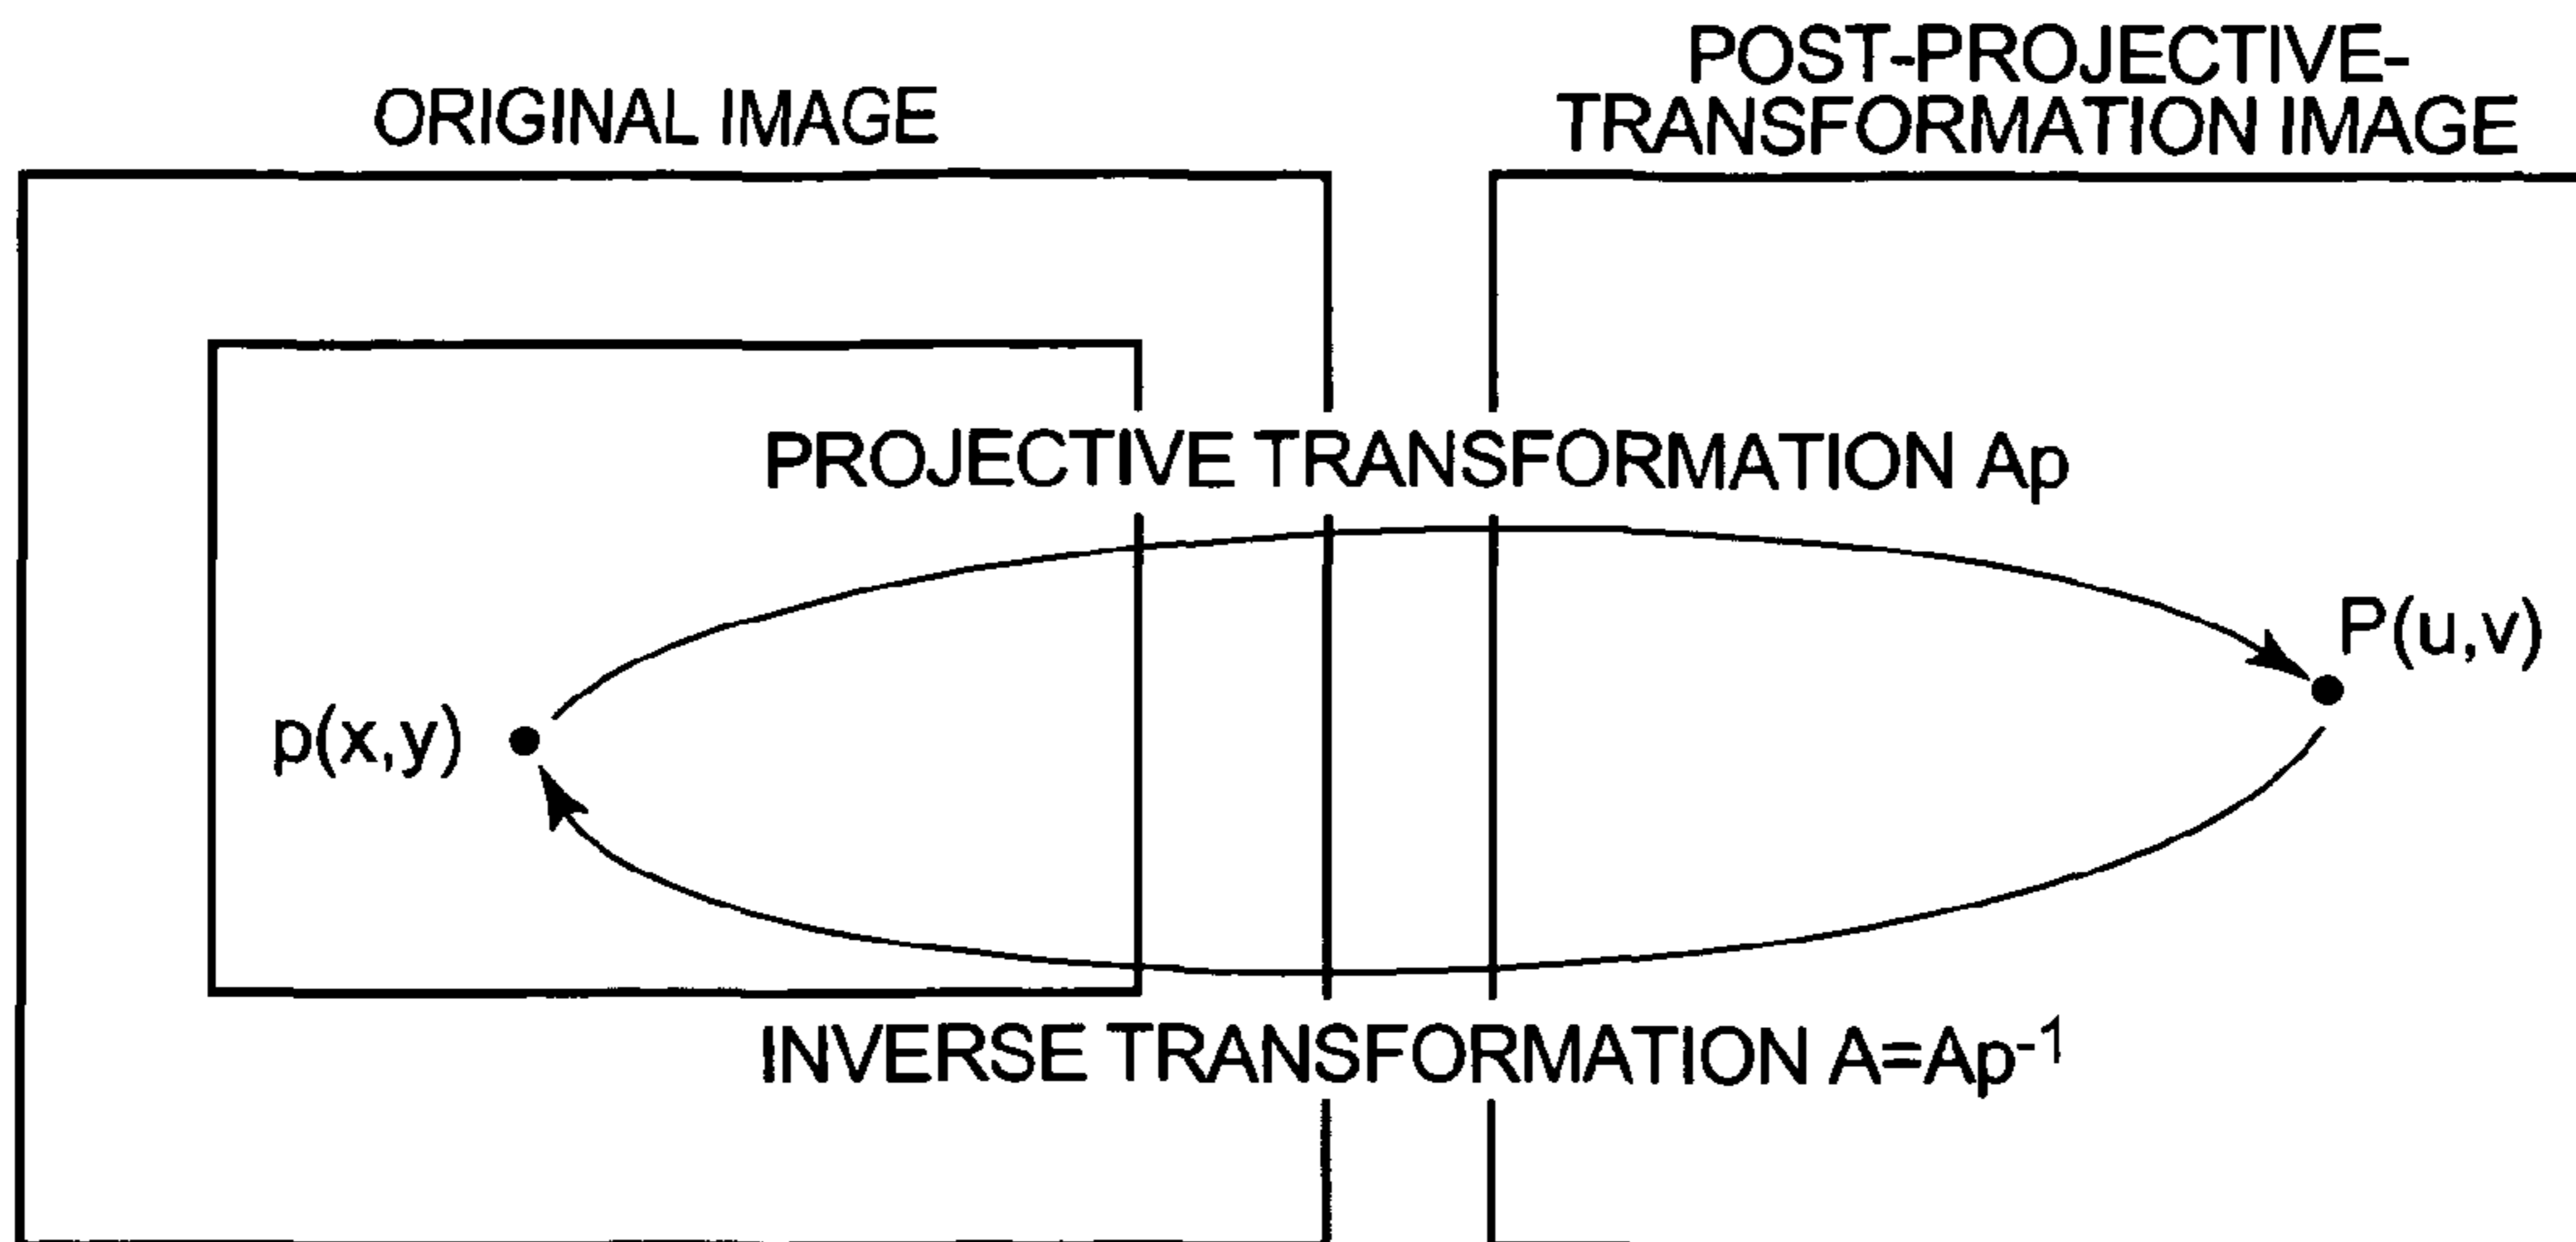 ORIGINAL IMAGE
POST-PROJECTIVE-
TRANSFORMATION IMAGE
PROJECTIVE TRANSFORMATION Ap
P(u,v)
p(x,y)
INVERSE TRANSFORMATION A=Ap⁻¹